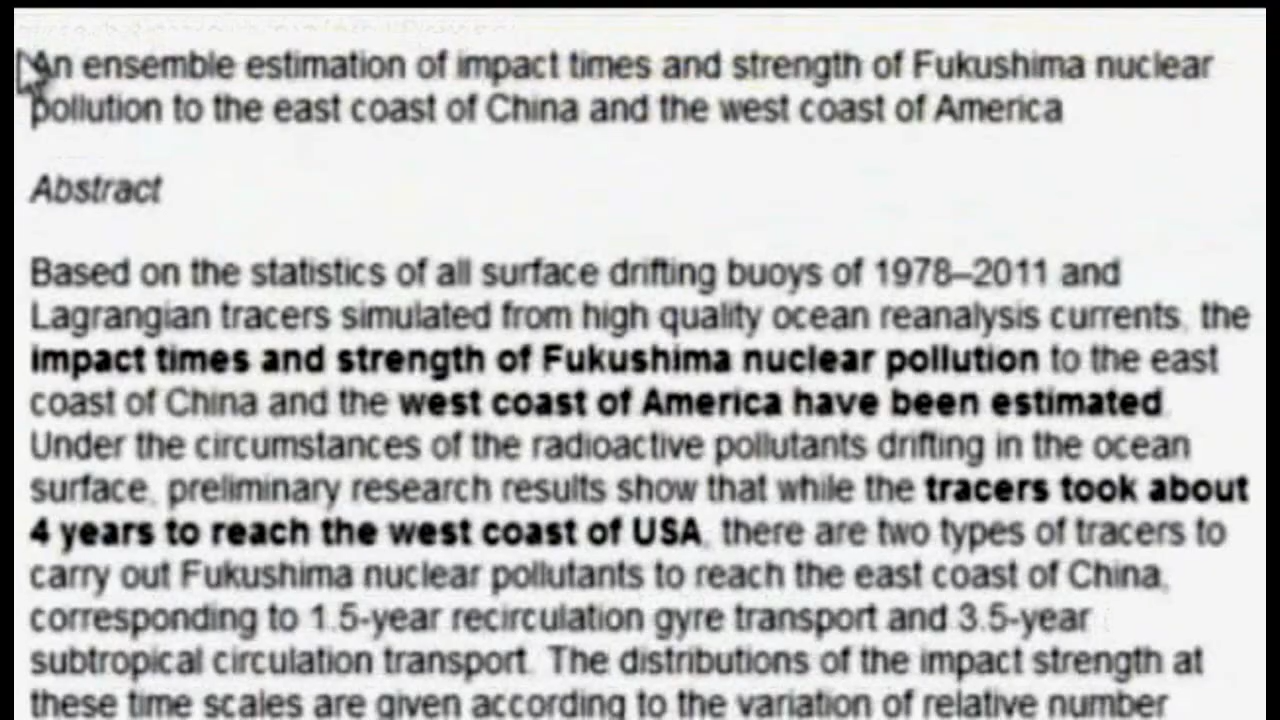 An ensemble estimation of impact times and strength of Fukushima nuclear
pollution to the east coast of China and the west coast of America
Abstract
Based on the statistics of all surface drifting buoys of 1978–2011 and
Lagrangian tracers simulated from high quality ocean reanalysis currents, the
impact times and strength of Fukushima nuclear pollution to the east
coast of China and the west coast of America have been estimated.
Under the circumstances of the radioactive pollutants drifting in the ocean
surface, preliminary research results show that while the tracers took about
4 years to reach the west coast of USA, there are two types of tracers to
carry out Fukushima nuclear pollutants to reach the east coast of China,
corresponding to 1.5-year recirculation gyre transport and 3.5-year
subtropical circulation transport. The distributions of the impact strength at
these time scales are given according to the variation of relative number